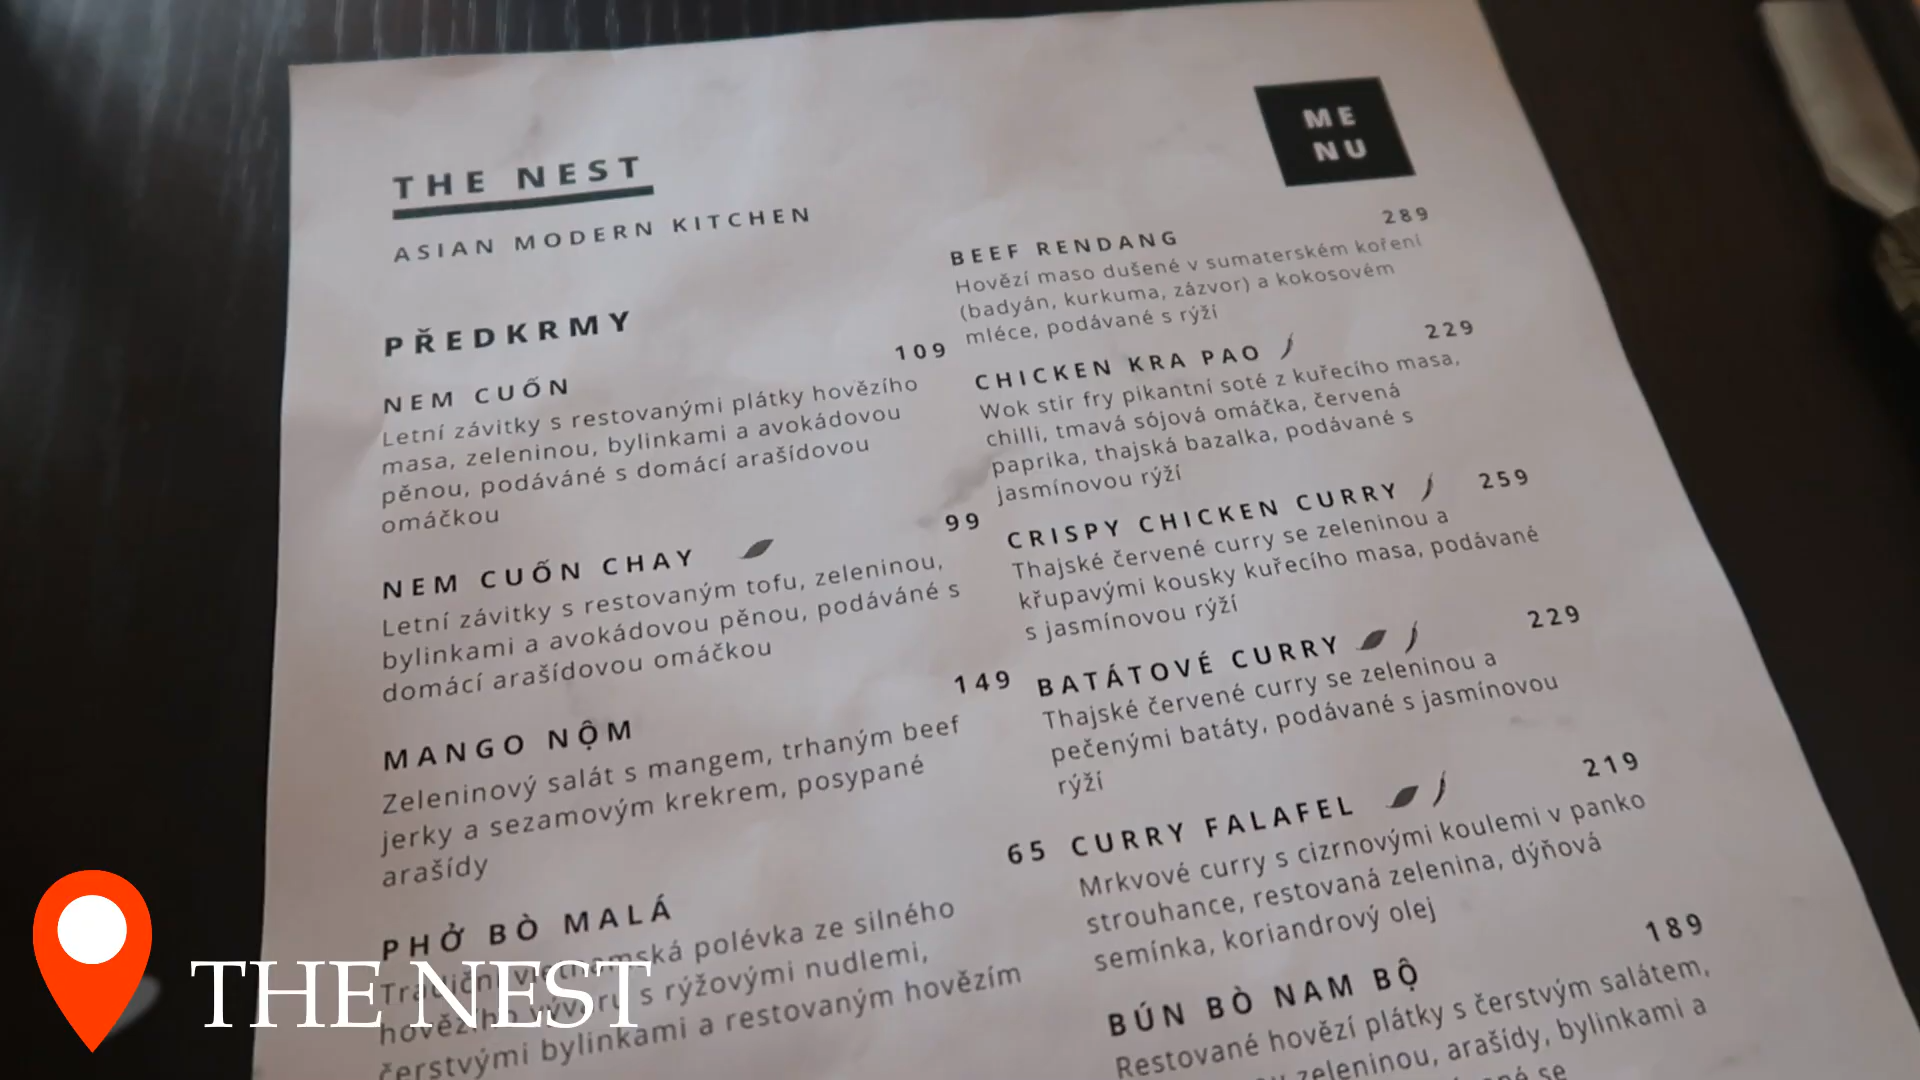 THE NEST
ASIAN MODERN KITCHEN
ME
NU
PŘEDKRMY
109
NEM CUỐN
Letní závitky s restovanými plátky hovězího
masa, zeleninou, bylinkami a avokádovou
pěnou, podáváné s domácí arašídovou
omáčkou
99
NEM CUỐN CHAY
Letní závitky s restovaným tofu, zeleninou,
bylinkami a avokádovou pěnou, podáváné s
domácí arašídovou omáčkou
149
MANGO NỘM
Zeleninový salát s mangem, trhaným beef
jerky a sezamovým krekrem, posypané
arašídy
65
PHỞ BÒ MALÁ
Tradiční vietnamská polévka ze silného
hovězího vývaru s rýžovými nudlemi,
čerstvými bylinkami a restovaným hovězím
289
BEEF RENDANG
Hovězí maso dušené v sumaterském koření
(badyán, kurkuma, zázvor) a kokosovém
mléce, podávané s rýží
229
CHICKEN KRA PAO
Wok stir fry pikantní soté z kuřecího masa,
chilli, tmavá sójová omáčka, červená
paprika, thajská bazalka, podávané s
jasmínovou rýží
259
CRISPY CHICKEN CURRY
Thajské červené curry se zeleninou a
křupavými kousky kuřecího masa, podávané
s jasmínovou rýží
229
BATÁTOVÉ CURRY
Thajské červené curry se zeleninou a
pečenými batáty, podávané s jasmínovou
rýží
219
CURRY FALAFEL
Mrkvové curry s cizrnovými koulemi v panko
strouhance, restovaná zelenina, dýňová
semínka, koriandrový olej
189
BÚN BÒ NAM BỘ
Restované hovězí plátky s čerstvým salátem,
zeleninou, arašídy, bylinkami a
se
THE NEST